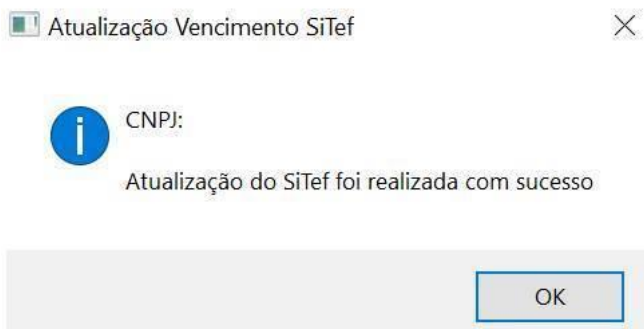 Atualização Vencimento SiTef
CNPJ:
Atualização do SiTef foi realizada com sucesso
OK